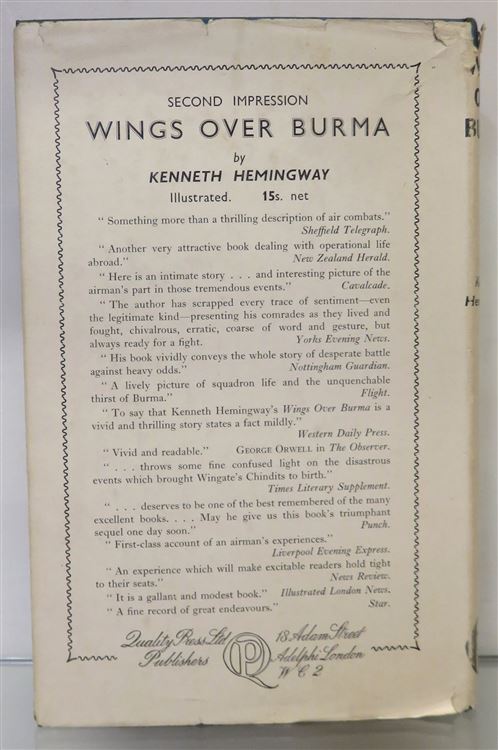 SECOND IMPRESSION
WINGS OVER BURMA
by
KENNETH HEMINGWAY
Illustrated. 15s. net
" Something more than a thrilling description of air combats."
Sheffield Telegraph.
" Another very attractive book dealing with operational life
abroad." New Zealand Herald.
" Here is an intimate story . . . and interesting picture of the
airman's part in those tremendous events." Cavalcade.
" The author has scrapped every trace of sentiment—even
the legitimate kind—presenting his comrades as they lived and
fought, chivalrous, erratic, coarse of word and gesture, but
always ready for a fight. Yorks Evening News.
" His book vividly conveys the whole story of desperate battle
against heavy odds." Nottingham Guardian.
" A lively picture of squadron life and the unquenchable
thirst of Burma." Flight.
" To say that Kenneth Hemingway's Wings Over Burma is a
vivid and thrilling story states a fact mildly."
Western Daily Press.
" Vivid and readable." GEORGE ORWELL in The Observer.
" . . . throws some fine confused light on the disastrous
events which brought Wingate's Chindits to birth."
Times Literary Supplement.
" . . . deserves to be one of the best remembered of the many
excellent books. . . . May he give us this book's triumphant
sequel one day soon." Punch.
" First-class account of an airman's experiences."
Liverpool Evening Express.
" An experience which will make excitable readers hold tight
to their seats." News Review.
" It is a gallant and modest book." Illustrated London News.
" A fine record of great endeavours." Star.
Quality Press Ltd 18 Adam Street
Publishers PQ Adelphi London
W C 2